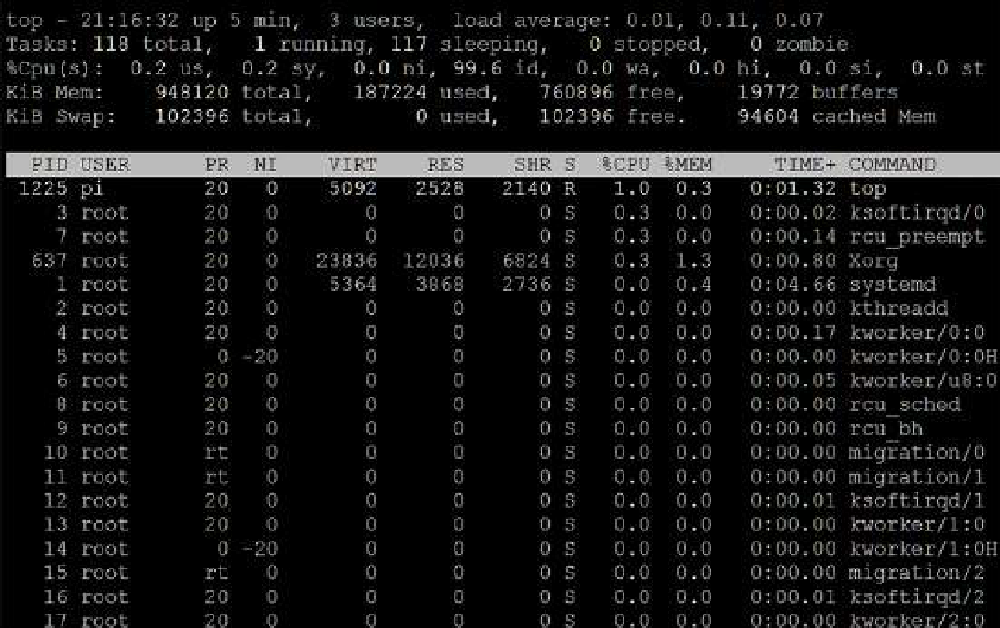 top - 21:16:32 up 5 min,  3 users,  load average: 0.01, 0.11, 0.07
Tasks: 118 total,   1 running, 117 sleeping,   0 stopped,   0 zombie
%Cpu(s):  0.2 us,  0.2 sy,  0.0 ni, 99.6 id,  0.0 wa,  0.0 hi,  0.0 si,  0.0 st
KiB Mem:    948120 total,   187224 used,   760896 free,    19772 buffers
KiB Swap:   102396 total,        0 used,   102396 free.    94604 cached Mem
PID USER      PR  NI    VIRT    RES    SHR S  %CPU %MEM     TIME+ COMMAND
1225 pi        20   0    5092   2528   2140 R   1.0  0.3   0:01.32 top
3 root      20   0       0      0      0 S   0.3  0.0   0:00.02 ksoftirqd/0
7 root      20   0       0      0      0 S   0.3  0.0   0:00.14 rcu_preempt
637 root      20   0   23836  12036   6824 S   0.3  1.3   0:00.80 Xorg
1 root      20   0    5364   3868   2736 S   0.0  0.4   0:04.66 systemd
2 root      20   0       0      0      0 S   0.0  0.0   0:00.00 kthreadd
4 root      20   0       0      0      0 S   0.0  0.0   0:00.17 kworker/0:0
5 root       0 -20       0      0      0 S   0.0  0.0   0:00.00 kworker/0:0H
6 root      20   0       0      0      0 S   0.0  0.0   0:00.05 kworker/u8:0
8 root      20   0       0      0      0 S   0.0  0.0   0:00.00 rcu_sched
9 root      20   0       0      0      0 S   0.0  0.0   0:00.00 rcu_bh
10 root      rt   0       0      0      0 S   0.0  0.0   0:00.00 migration/0
11 root      rt   0       0      0      0 S   0.0  0.0   0:00.00 migration/1
12 root      20   0       0      0      0 S   0.0  0.0   0:00.01 ksoftirqd/1
13 root      20   0       0      0      0 S   0.0  0.0   0:00.00 kworker/1:0
14 root       0 -20       0      0      0 S   0.0  0.0   0:00.00 kworker/1:0H
15 root      rt   0       0      0      0 S   0.0  0.0   0:00.00 migration/2
16 root      20   0       0      0      0 S   0.0  0.0   0:00.01 ksoftirqd/2
17 root      20   0       0      0      0 S   0.0  0.0   0:00.00 kworker/2:0